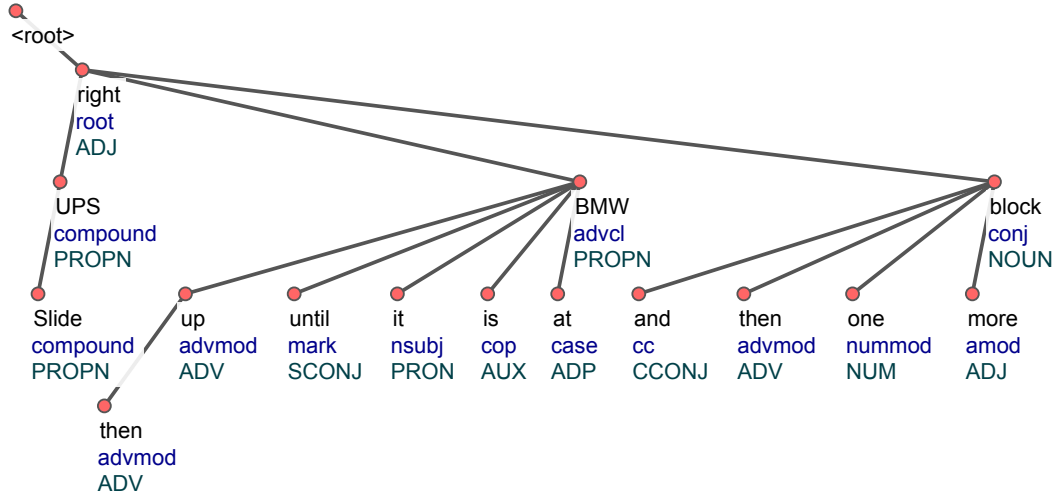 <root>
right
root
ADJ
UPS
compound
PROPN
BMW
advcl
PROPN
block
conj
NOUN
Slide
compound
PROPN
up
advmod
ADV
until
mark
SCONJ
it
nsubj
PRON
is
cop
AUX
at
case
ADP
and
cc
CCONJ
then
advmod
ADV
one
nummod
NUM
more
amod
ADJ
then
advmod
ADV